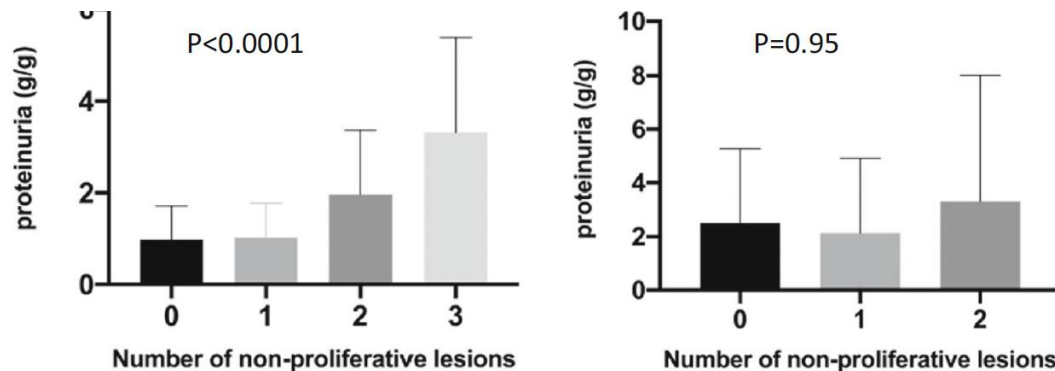 P<0.0001
proteinuria (g/g)
4
2
0
0 1 2 3
Number of non-proliferative lesions
P=0.95
proteinuria (g/g)
10
8
6
4
2
0
0 1 2
Number of non-proliferative lesions